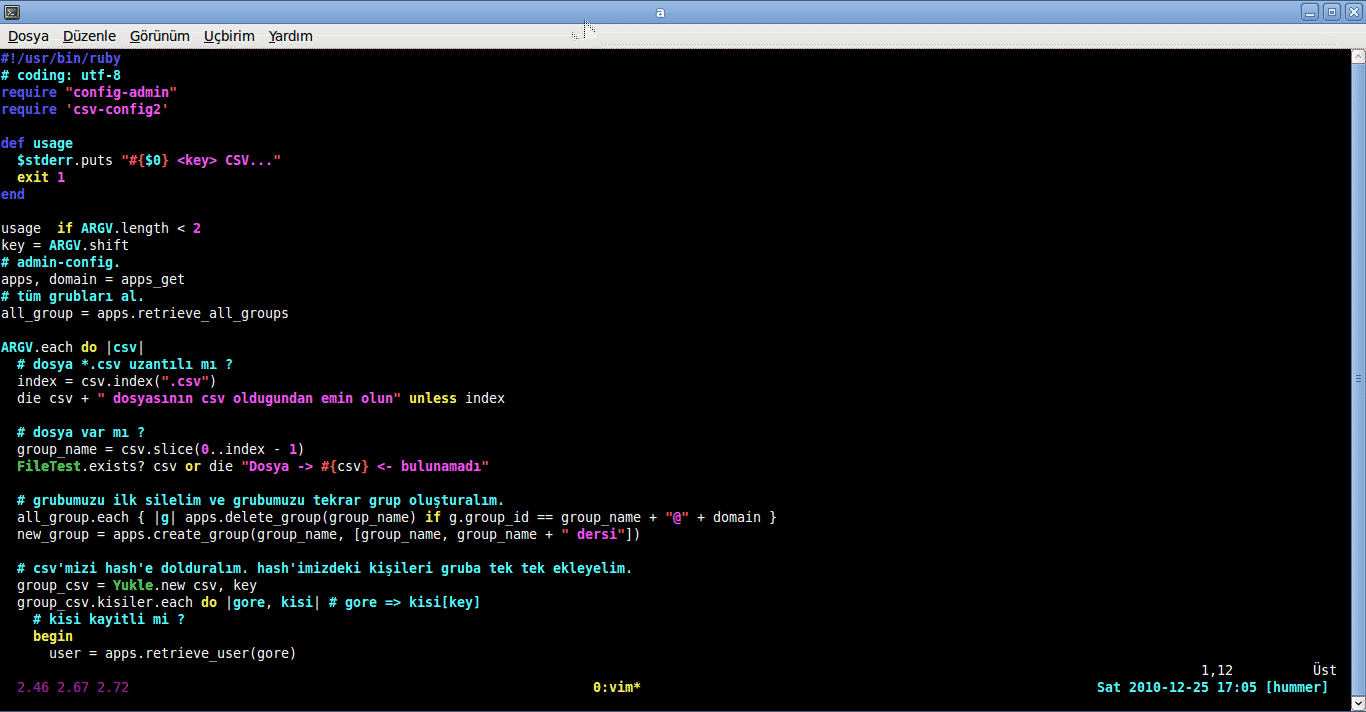 a
Dosya Düzenle Görünüm Uçbirim Yardım
#!/usr/bin/ruby
# coding: utf-8
require "config-admin"
require 'csv-config2'
def usage
  $stderr.puts "#{$0} <key> CSV..."
  exit 1
end
usage  if ARGV.length < 2
key = ARGV.shift
# admin-config.
apps, domain = apps_get
# tüm grubları al.
all_group = apps.retrieve_all_groups
ARGV.each do |csv|
  # dosya *.csv uzantılı mı ?
  index = csv.index(".csv")
  die csv + " dosyasının csv oldugundan emin olun" unless index
  # dosya var mı ?
  group_name = csv.slice(0..index - 1)
  FileTest.exists? csv or die "Dosya -> #{csv} <- bulunamadı"
  # grubumuzu ilk silelim ve grubumuzu tekrar grup oluşturalım.
  all_group.each { |g| apps.delete_group(group_name) if g.group_id == group_name + "@" + domain }
  new_group = apps.create_group(group_name, [group_name, group_name + " dersi"])
  # csv'mizi hash'e dolduralım. hash'imizdeki kişileri gruba tek tek ekleyelim.
  group_csv = Yukle.new csv, key
  group_csv.kisiler.each do |gore, kisi| # gore => kisi[key]
    # kisi kayitli mi ?
    begin
      user = apps.retrieve_user(gore)
1,12 Üst
2.46 2.67 2.72 0:vim* Sat 2010-12-25 17:05 [hummer]